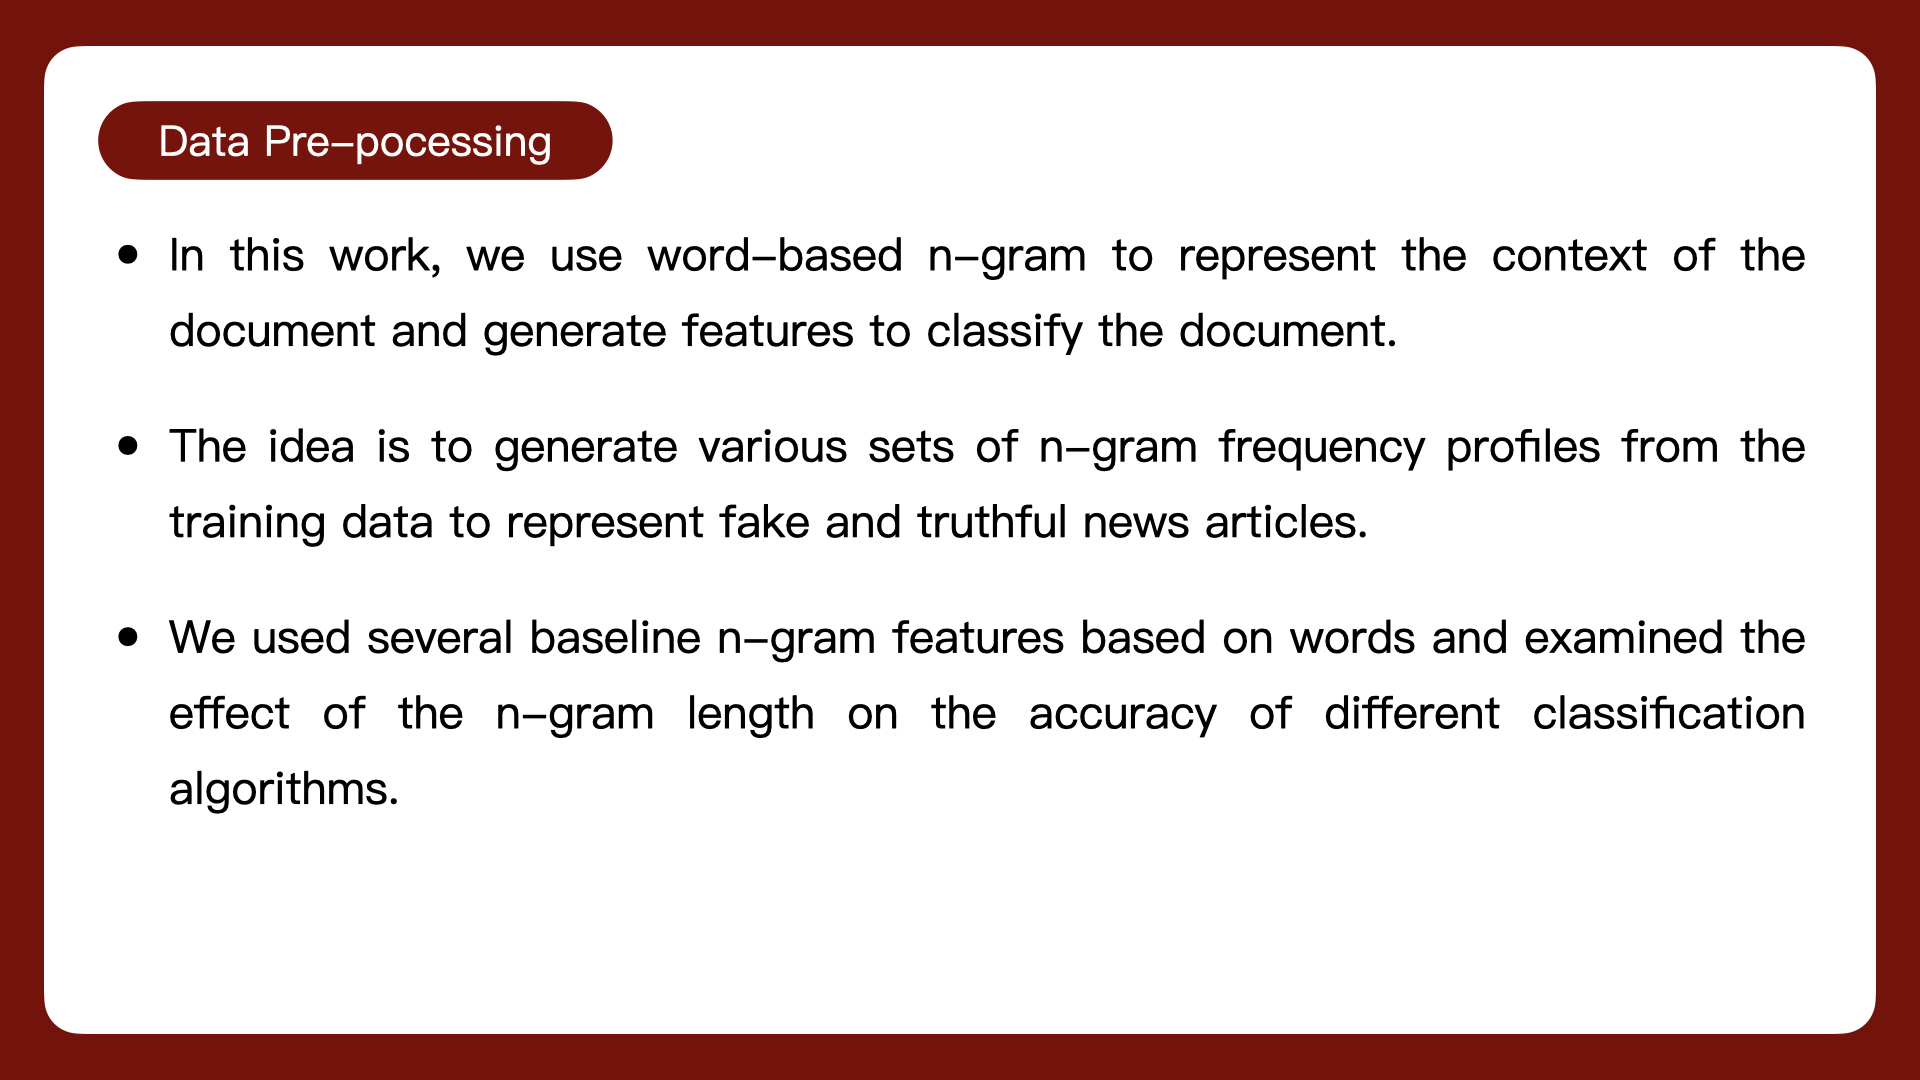 Data Pre–pocessing
• In this work, we use word–based n–gram to represent the context of the
document and generate features to classify the document.
• The idea is to generate various sets of n–gram frequency profiles from the
training data to represent fake and truthful news articles.
• We used several baseline n–gram features based on words and examined the
effect of the n–gram length on the accuracy of different classification
algorithms.